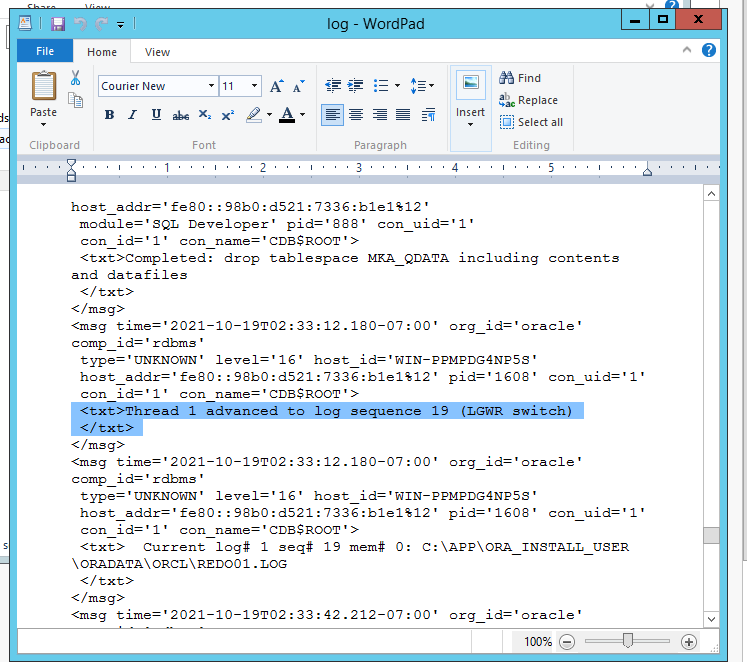 Share
View
log - WordPad
File
Home
View
Paste
Clipboard
Courier New
11
B I U abc X₂ X²
A
Font
Paragraph
Insert
Find
Replace
Select all
Editing
1 2 3 4 5
host_addr='fe80::98b0:d521:7336:b1e1%12'
module='SQL Developer' pid='888' con_uid='1'
con_id='1' con_name='CDB$ROOT'>
<txt>Completed: drop tablespace MKA_QDATA including contents
and datafiles
</txt>
</msg>
<msg time='2021-10-19T02:33:12.180-07:00' org_id='oracle'
comp_id='rdbms'
type='UNKNOWN' level='16' host_id='WIN-PPMPDG4NP5S'
host_addr='fe80::98b0:d521:7336:b1e1%12' pid='1608' con_uid='1'
con_id='1' con_name='CDB$ROOT'>
<txt>Thread 1 advanced to log sequence 19 (LGWR switch)
</txt>
</msg>
<msg time='2021-10-19T02:33:12.180-07:00' org_id='oracle'
comp_id='rdbms'
type='UNKNOWN' level='16' host_id='WIN-PPMPDG4NP5S'
host_addr='fe80::98b0:d521:7336:b1e1%12' pid='1608' con_uid='1'
con_id='1' con_name='CDB$ROOT'>
<txt>  Current log# 1 seq# 19 mem# 0: C:\APP\ORA_INSTALL_USER
\ORADATA\ORCL\REDO01.LOG
</txt>
</msg>
<msg time='2021-10-19T02:33:42.212-07:00' org_id='oracle'
100%